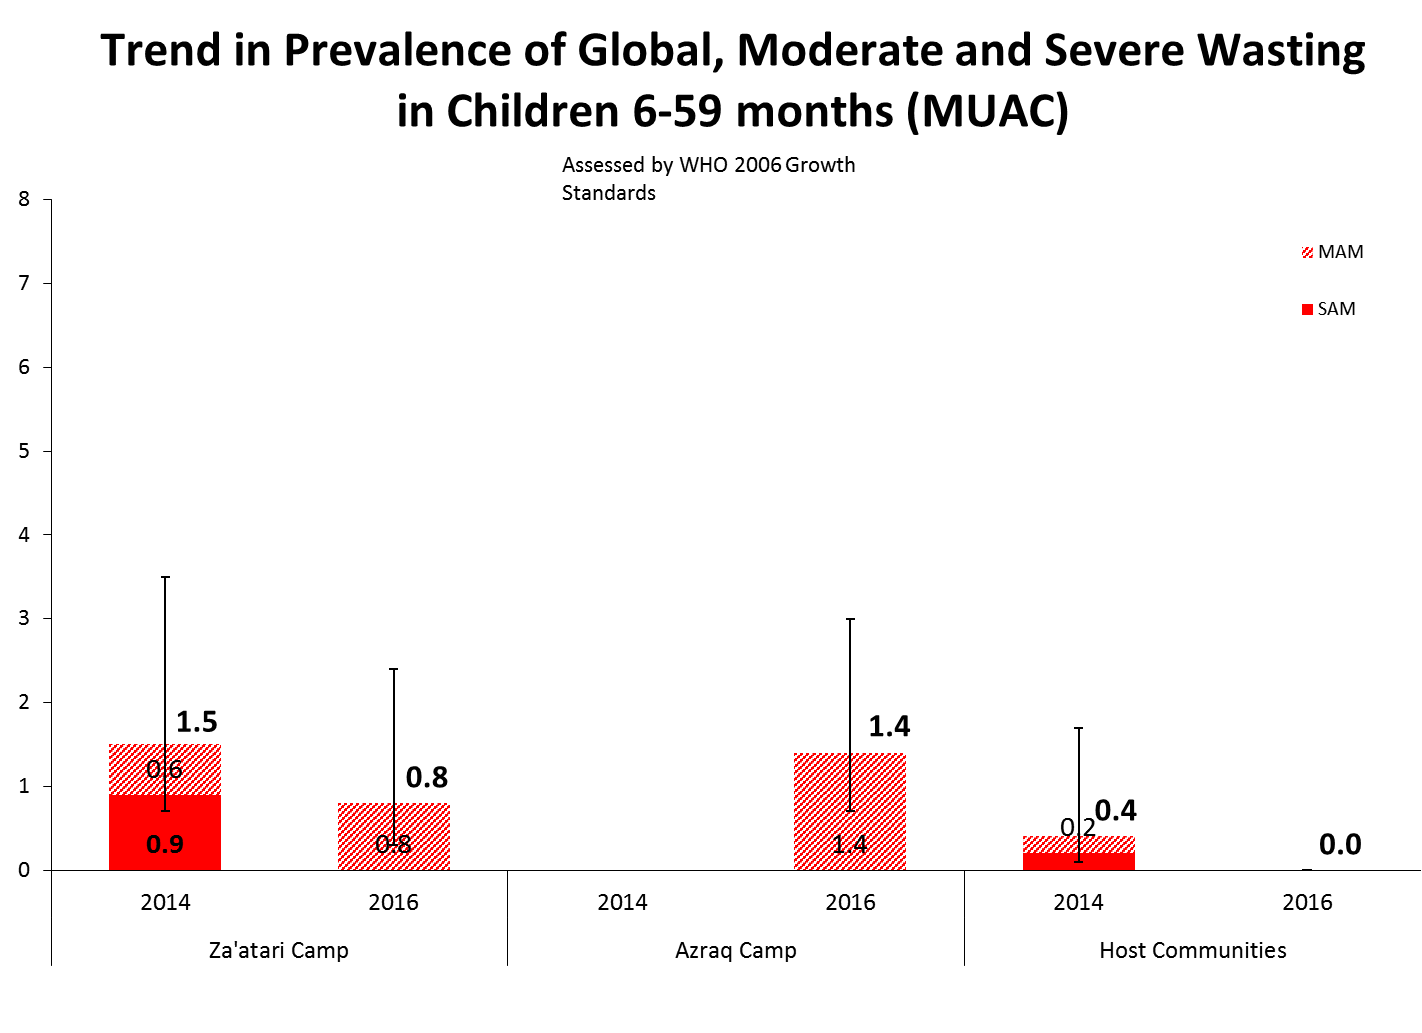 Trend in Prevalence of Global, Moderate and Severe Wasting
in Children 6-59 months (MUAC)
Assessed by WHO 2006 Growth
Standards
8
7
6
5
4
3
2
1
0
MAM
SAM
1.5
0.6
0.9
0.8
0.8
1.4
1.4
0.4
0.2
0.0
2014
2016
2014
2016
2014
2016
Za'atari Camp
Azraq Camp
Host Communities